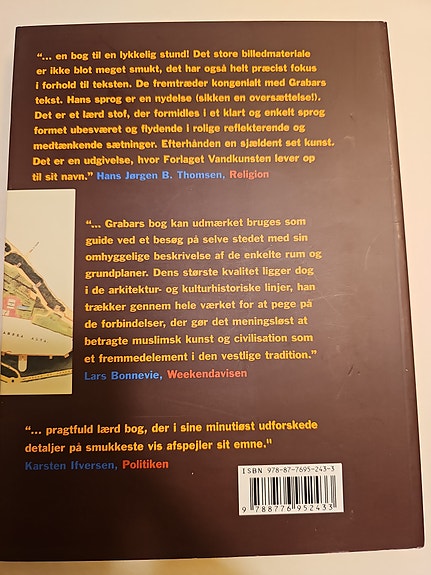 “... en bog til en lykkelig stund! Det store billedmateriale
er ikke blot meget smukt, det har også helt præcist fokus
i forhold til teksten. De fremtræder kongenialt med Grabars
tekst. Hans sprog er en nydelse (sikken en oversættelse!).
Det er et lærd stof, der formidles i et klart og enkelt sprog
formet ubesværet og flydende i rolige reflekterende og
medtænkende sætninger. Efterhånden en sjældent set kunst.
Det er en udgivelse, hvor Forlaget Vandkunsten lever op
til sit navn.” Hans Jørgen B. Thomsen, Religion
“... Grabars bog kan udmærket bruges som
guide ved et besøg på selve stedet med sin
omhyggelige beskrivelse af de enkelte rum og
grundplaner. Dens største kvalitet ligger dog
i de arkitektur- og kulturhistoriske linjer, han
trækker gennem hele værket for at pege på
de forbindelser, der gør det meningsløst at
betragte muslimsk kunst og civilisation som
et fremmedelement i den vestlige tradition.”
Lars Bonnevie, Weekendavisen
“... pragtfuld lærd bog, der i sine minutiøst udforskede
detaljer på smukkeste vis afspejler sit emne."
Karsten Ifversen, Politiken
ISBN 978-87-7695-243-3
9 788776 952433